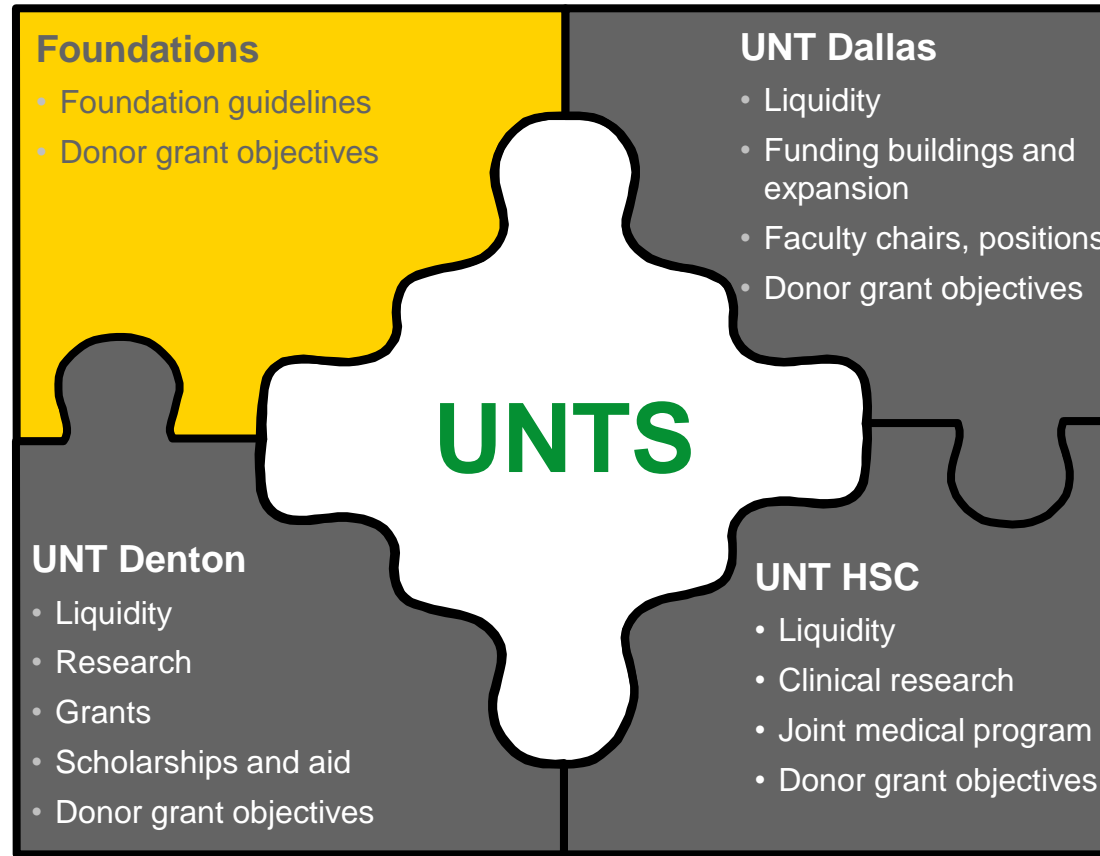 Foundations
• Foundation guidelines
• Donor grant objectives
UNT Dallas
• Liquidity
• Funding buildings and
expansion
• Faculty chairs, positions
• Donor grant objectives
UNTS
UNT Denton
• Liquidity
• Research
• Grants
• Scholarships and aid
• Donor grant objectives
UNT HSC
• Liquidity
• Clinical research
• Joint medical program
• Donor grant objectives